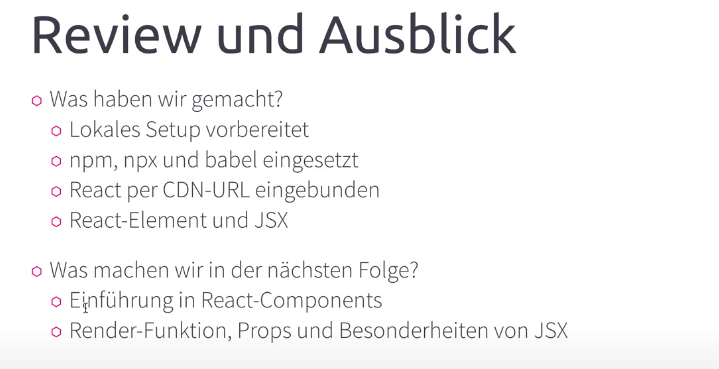 Review und Ausblick
Was haben wir gemacht?
Lokales Setup vorbereitet
npm, npx und babel eingesetzt
React per CDN-URL eingebunden
React-Element und JSX
Was machen wir in der nächsten Folge?
Einführung in React-Components
Render-Funktion, Props und Besonderheiten von JSX